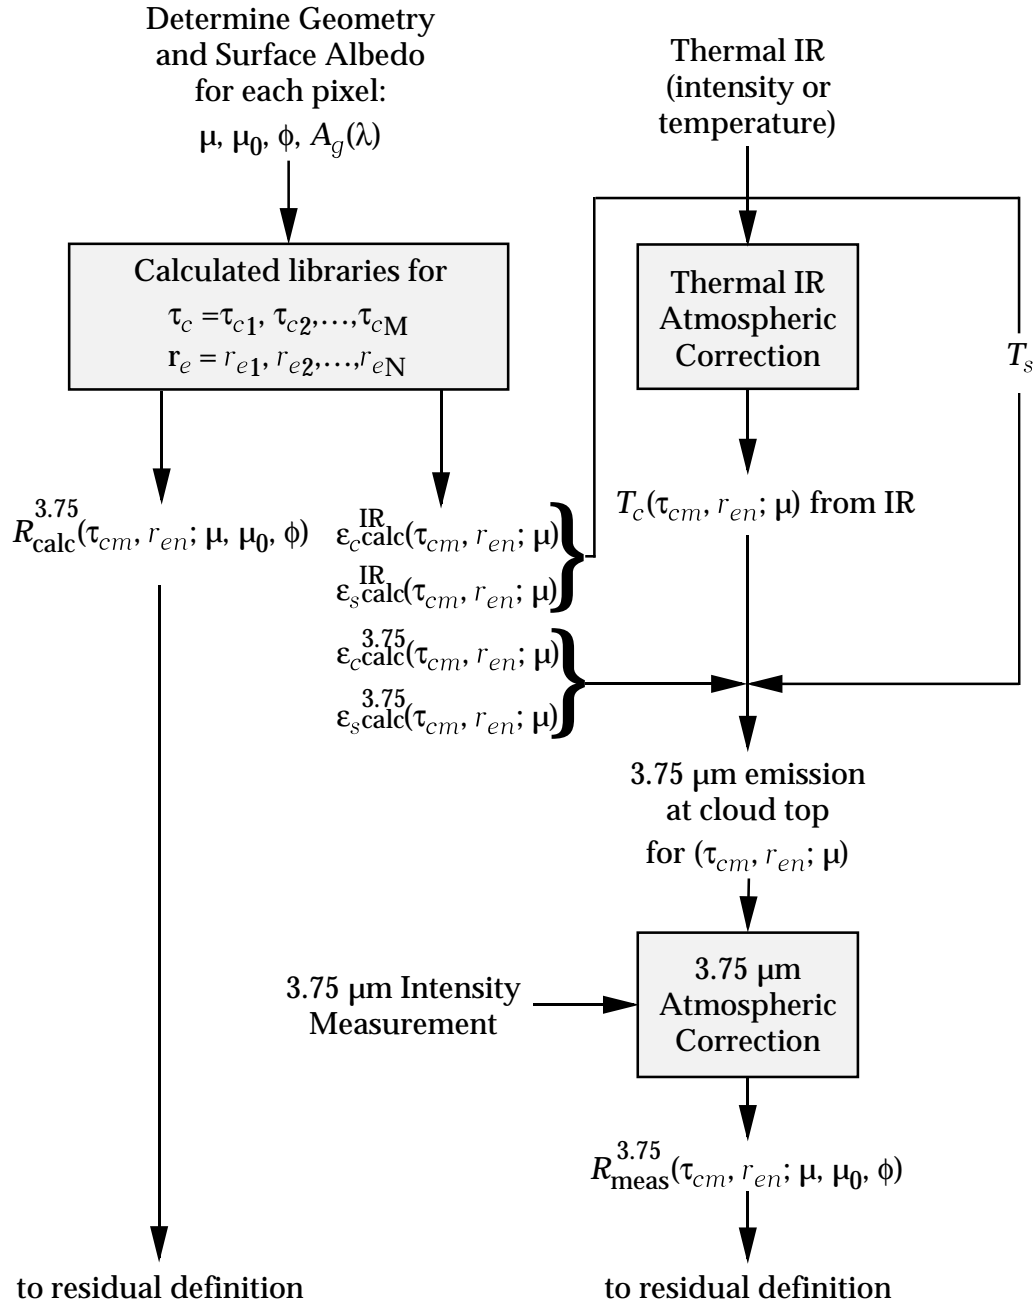 Determine Geometry
and Surface Albedo
for each pixel:
μ, μ₀, ϕ, A_g(λ)
Thermal IR
(intensity or
temperature)
Calculated libraries for
τ_c =τ_c1, τ_c2,...,τ_cM
r_e = r_e1, r_e2,...,r_eN
Thermal IR
Atmospheric
Correction
T_s
R_calc^3.75(τ_cm, r_en; μ, μ₀, ϕ)
ε_c calc^IR(τ_cm, r_en; μ)
ε_s calc^IR(τ_cm, r_en; μ)
ε_c calc^3.75(τ_cm, r_en; μ)
ε_s calc^3.75(τ_cm, r_en; μ)
T_c(τ_cm, r_en; μ) from IR
3.75 μm emission
at cloud top
for (τ_cm, r_en; μ)
3.75 μm Intensity
Measurement
3.75 μm
Atmospheric
Correction
R_meas^3.75(τ_cm, r_en; μ, μ₀, ϕ)
to residual definition
to residual definition